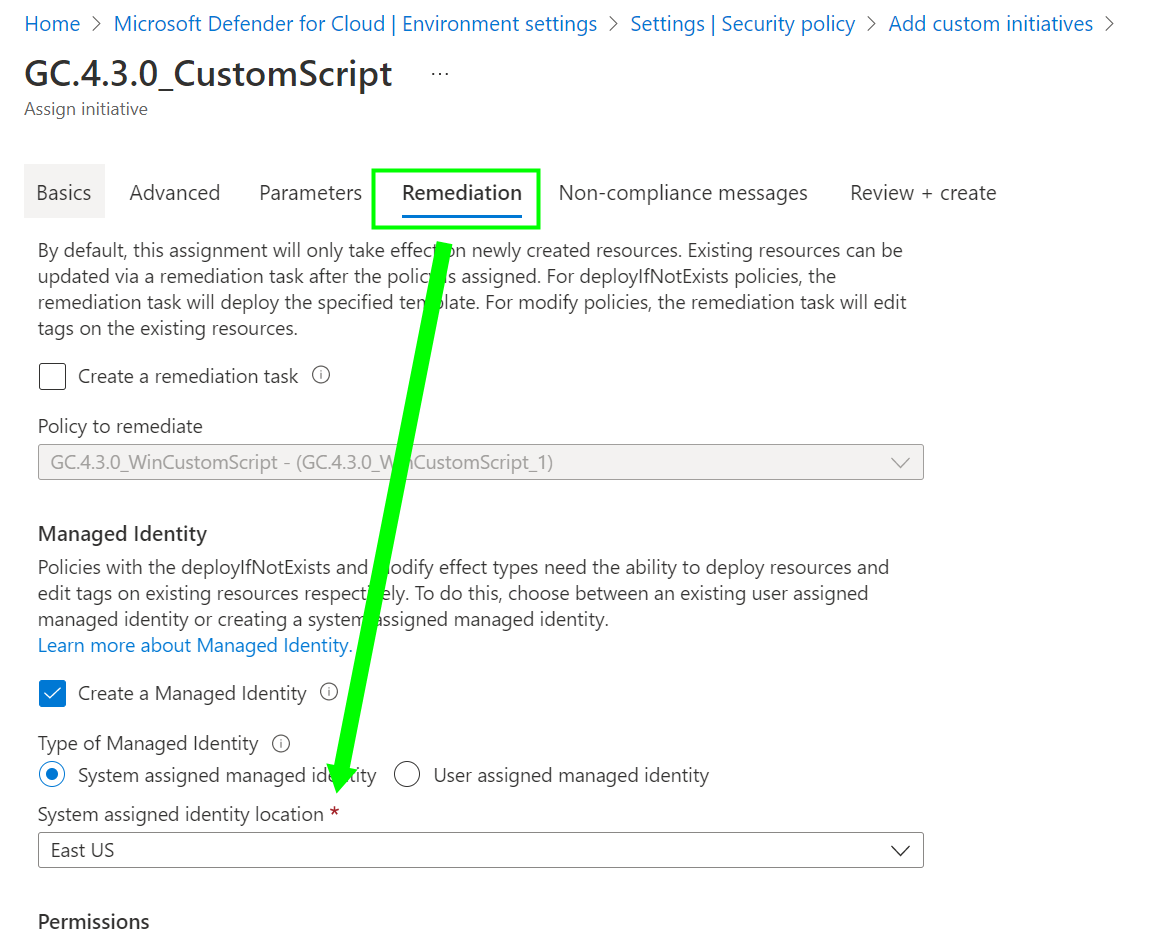 Home > Microsoft Defender for Cloud | Environment settings > Settings | Security policy > Add custom initiatives >
GC.4.3.0_CustomScript ...
Assign initiative
Basics Advanced Parameters Remediation Non-compliance messages Review + create
By default, this assignment will only take effect on newly created resources. Existing resources can be
updated via a remediation task after the policy is assigned. For deployIfNotExists policies, the
remediation task will deploy the specified template. For modify policies, the remediation task will edit
tags on the existing resources.
Create a remediation task
Policy to remediate
GC.4.3.0_WinCustomScript - (GC.4.3.0_WinCustomScript_1)
Managed Identity
Policies with the deployIfNotExists and modify effect types need the ability to deploy resources and
edit tags on existing resources respectively. To do this, choose between an existing user assigned
managed identity or creating a system assigned managed identity.
Learn more about Managed Identity.
Create a Managed Identity
Type of Managed Identity
System assigned managed identity User assigned managed identity
System assigned identity location *
East US
Permissions